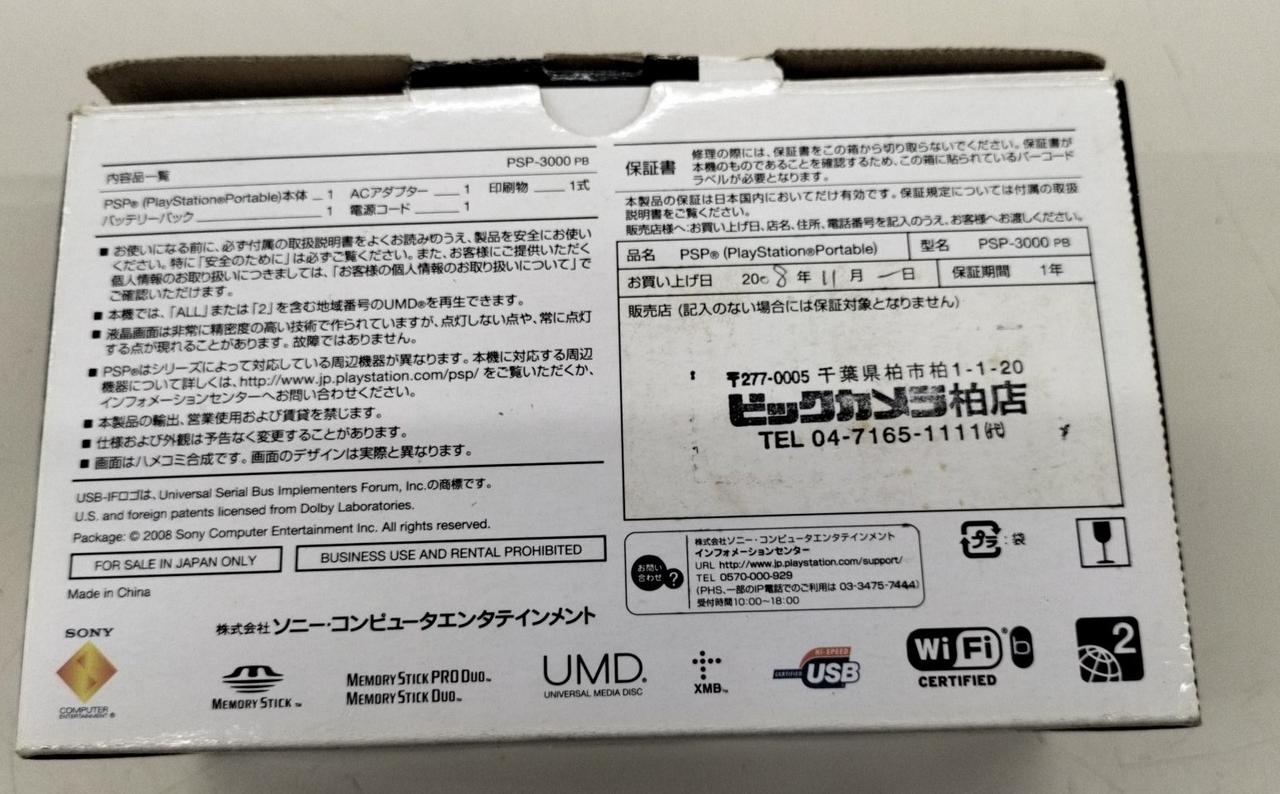 PSP-3000 PB
内容品一覧
PSP® (PlayStation®Portable)本体 1 ACアダプター 1 印刷物 1式
バッテリーパック 1 電源コード 1
■ お使いになる前に、必ず付属の取扱説明書をよくお読みのうえ、製品を安全にお使い
ください。特に「安全のために」は必ずご覧ください。また、お客様にご提供いただく
個人情報のお取り扱いにつきましては、「お客様の個人情報のお取り扱いについて」で
ご確認いただけます。
■ 本機では、「ALL」または「2」を含む地域番号のUMD®を再生できます。
■ 液晶画面は非常に精密度の高い技術で作られていますが、点灯しない点や、常に点灯
する点が現れることがあります。故障ではありません。
■ PSP®はシリーズによって対応している周辺機器が異なります。本機に対応する周辺
機器について詳しくは、http://www.jp.playstation.com/psp/ をご覧いただくか、
インフォメーションセンターへお問い合わせください。
■ 本製品の輸出、営業使用および賃貸を禁じます。
■ 仕様および外観は予告なく変更することがあります。
■ 画面はハメコミ合成です。画面のデザインは実際と異なります。
USB-IFロゴは、Universal Serial Bus Implementers Forum, Inc.の商標です。
U.S. and foreign patents licensed from Dolby Laboratories.
Package: © 2008 Sony Computer Entertainment Inc. All rights reserved.
FOR SALE IN JAPAN ONLY
BUSINESS USE AND RENTAL PROHIBITED
Made in China
保証書
修理の際には、保証書をこの箱から切り取らないでください。保証書が
本機のものであることを確認するため、この箱に貼られているバーコード
ラベルが必要となります。
本製品の保証は日本国内においてだけ有効です。保証規定については付属の取扱
説明書をご覧ください。
販売店様へ:お買い上げ日、店名、住所、電話番号を記入のうえ、お客様へお渡しください。
品名 PSP® (PlayStation®Portable) 型名 PSP-3000 PB
お買い上げ日 2008年 11月 一日 保証期間 1年
販売店 (記入のない場合には保証対象となりません)
〒277-0005 千葉県柏市柏1-1-20
ビックカメラ柏店
TEL 04-7165-1111㈹
お問い
合わせ
?
株式会社ソニー・コンピュータエンタテインメント
インフォメーションセンター
URL http://www.jp.playstation.com/support/
TEL 0570-000-929
(PHS、一部のIP電話でのご利用は 03-3475-7444)
受付時間10:00~18:00
プラ : 袋
SONY
COMPUTER
ENTERTAINMENT®
株式会社ソニー・コンピュータエンタテインメント
MEMORY STICK™
MEMORY STICK PRO DUO™
MEMORY STICK DUO™
UMD®
UNIVERSAL MEDIA DISC
XMB™
HI-SPEED
CERTIFIED USB
Wi Fi ® b
CERTIFIED
2